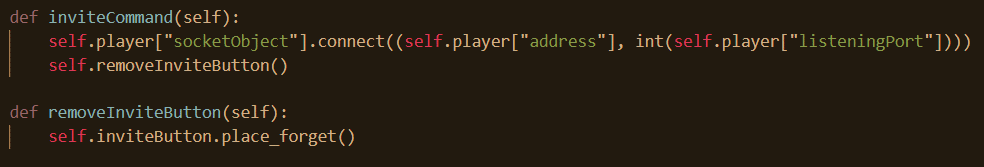 def inviteCommand(self):
    self.player["socketObject"].connect((self.player["address"], int(self.player["listeningPort"])))
    self.removeInviteButton()

def removeInviteButton(self):
    self.inviteButton.place_forget()